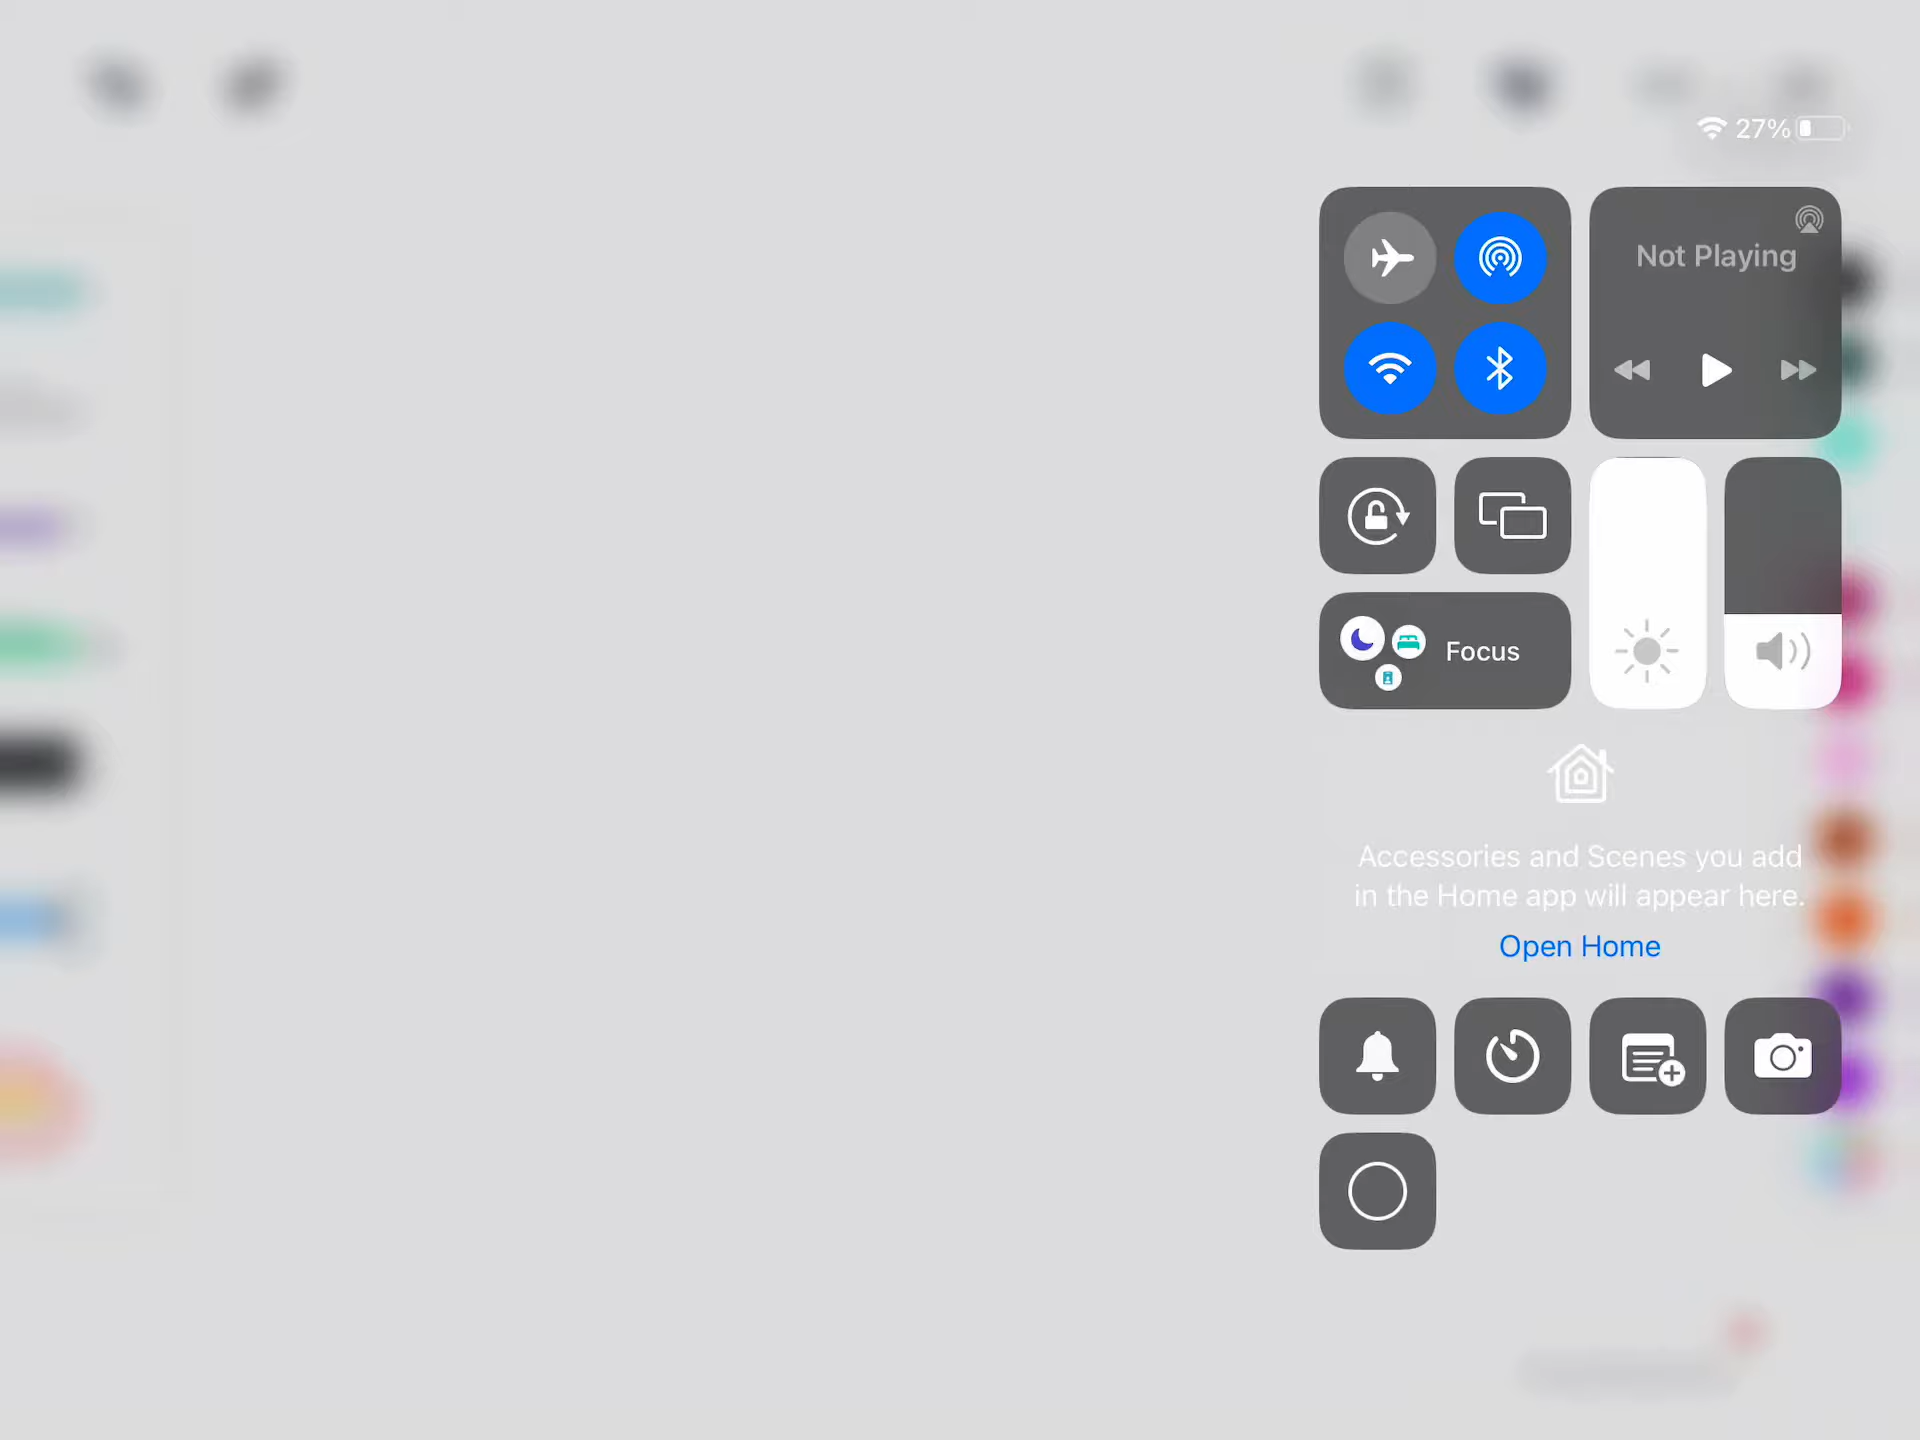 27%
Not Playing
Focus
Accessories and Scenes you add
in the Home app will appear here.
Open Home